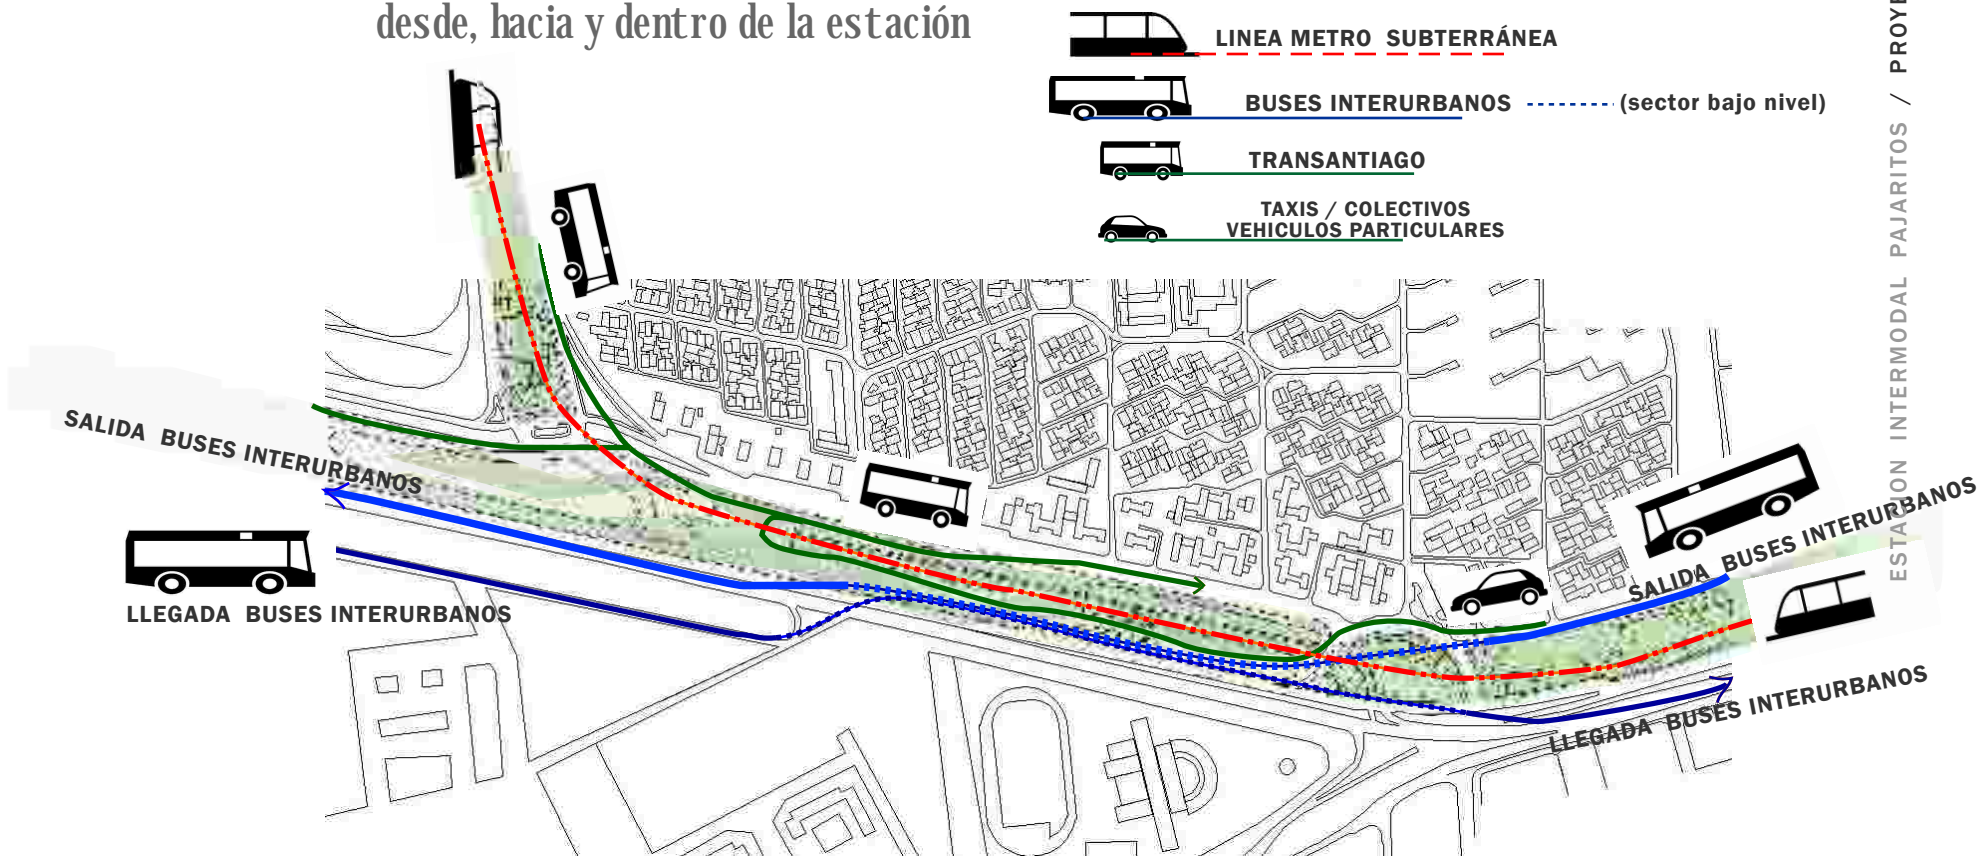 desde, hacia y dentro de la estación
LINEA METRO SUBTERRÁNEA
BUSES INTERURBANOS
(sector bajo nivel)
TRANSANTIAGO
TAXIS / COLECTIVOS
VEHICULOS PARTICULARES
SALIDA BUSES INTERURBANOS
LLEGADA BUSES INTERURBANOS
SALIDA BUSES INTERURBANOS
LLEGADA BUSES INTERURBANOS
ESTACION INTERMODAL PAJARITOS /